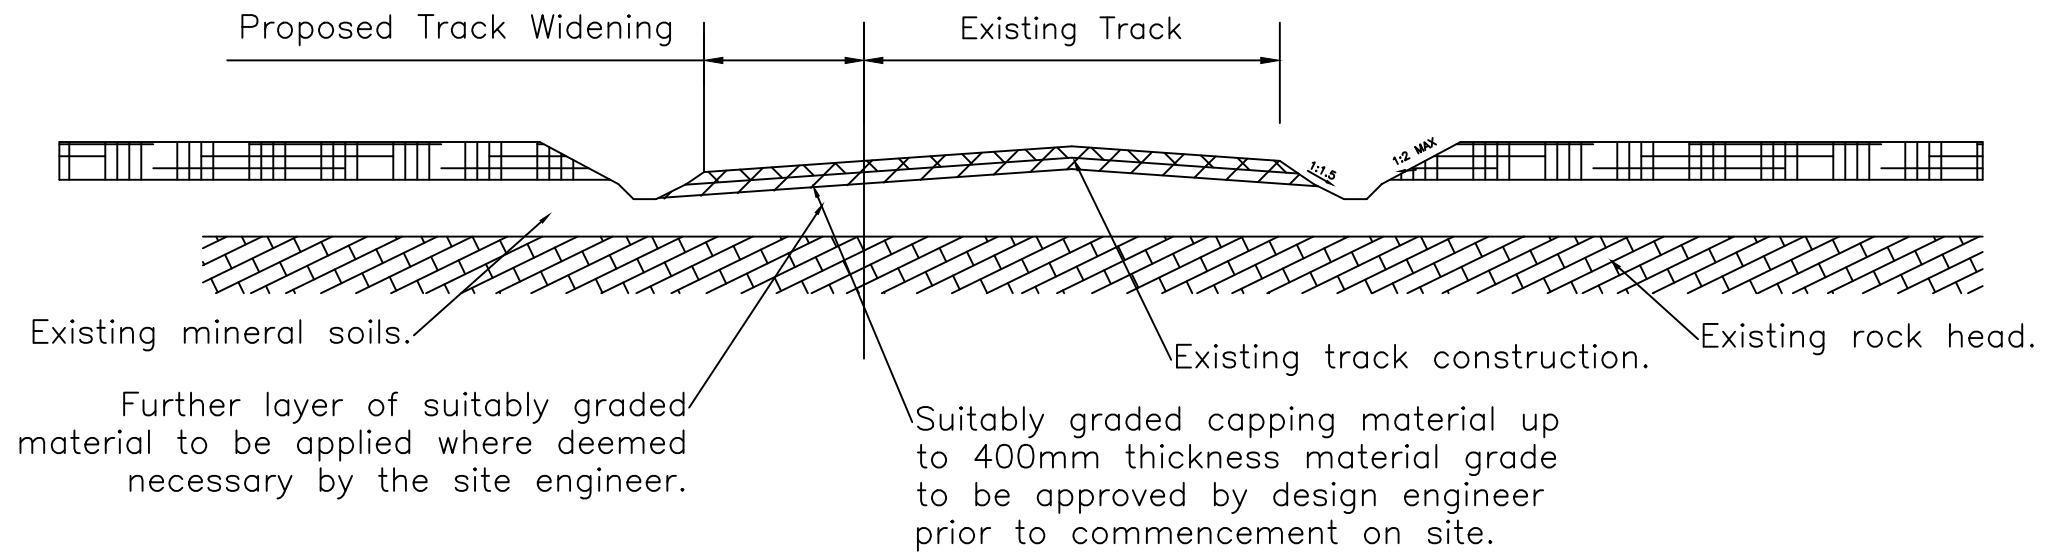 Proposed Track Widening
Existing Track
1:1.5
1:2 MAX
Existing mineral soils.
Existing rock head.
Existing track construction.
Further layer of suitably graded
material to be applied where deemed
necessary by the site engineer.
Suitably graded capping material up
to 400mm thickness material grade
to be approved by design engineer
prior to commencement on site.